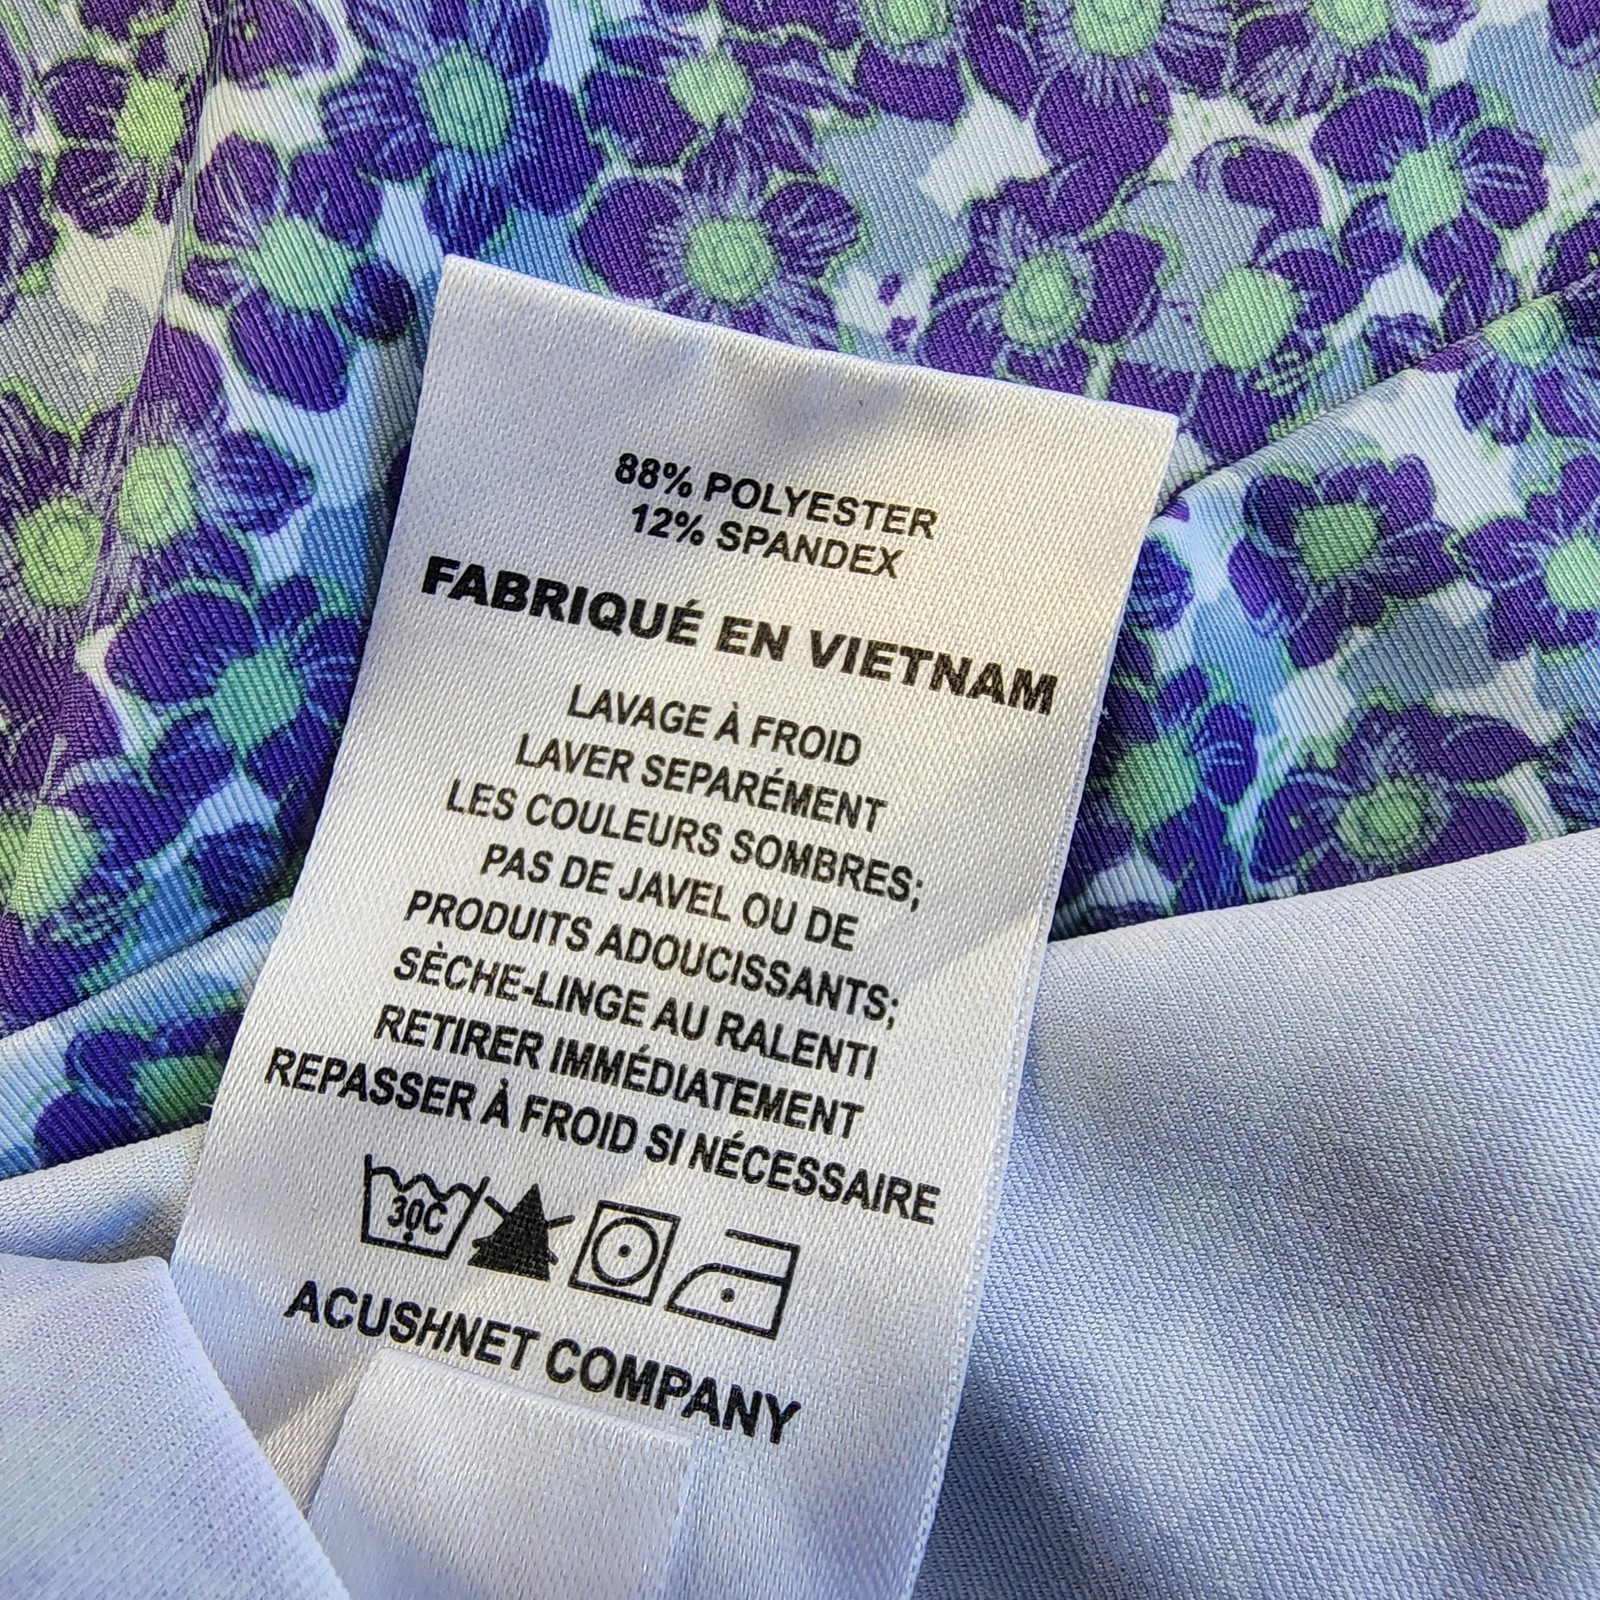 88% POLYESTER
12% SPANDEX
FABRIQUÉ EN VIETNAM
LAVAGE À FROID
LAVER SEPARÉMENT
LES COULEURS SOMBRES;
PAS DE JAVEL OU DE
PRODUITS ADOUCISSANTS;
SÈCHE-LINGE AU RALENTI
RETIRER IMMÉDIATEMENT
REPASSER À FROID SI NÉCESSAIRE
30C
ACUSHNET COMPANY